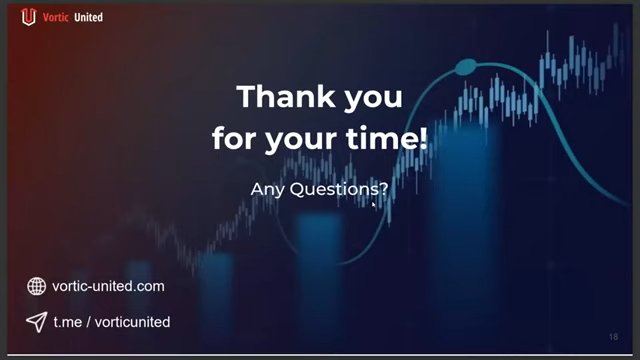 Vortic United
Thank you
for your time!
Any Questions?
vortic-united.com
t.me / vorticunited
18